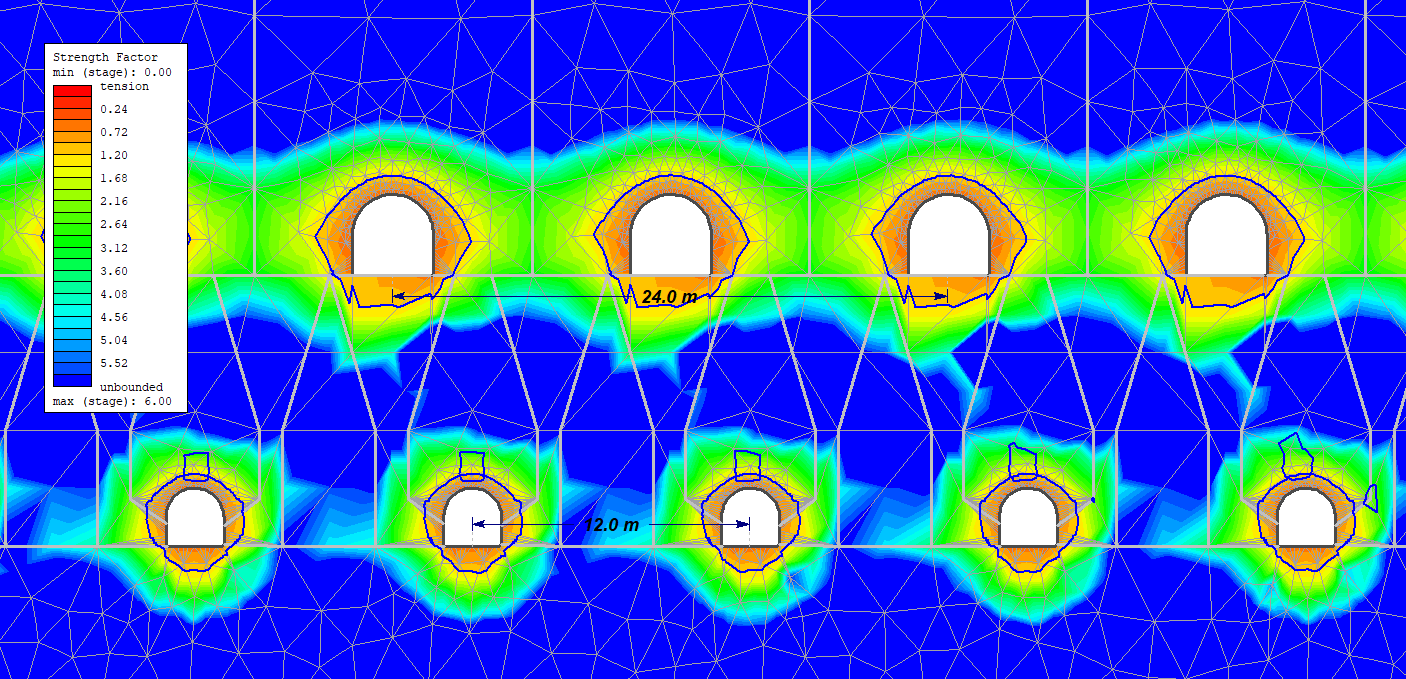 Strength Factor
min (stage): 0.00
tension
0.24
0.72
1.20
1.68
2.16
2.64
3.12
3.60
4.08
4.56
5.04
5.52
unbounded
max (stage): 6.00
24.0 m
12.0 m